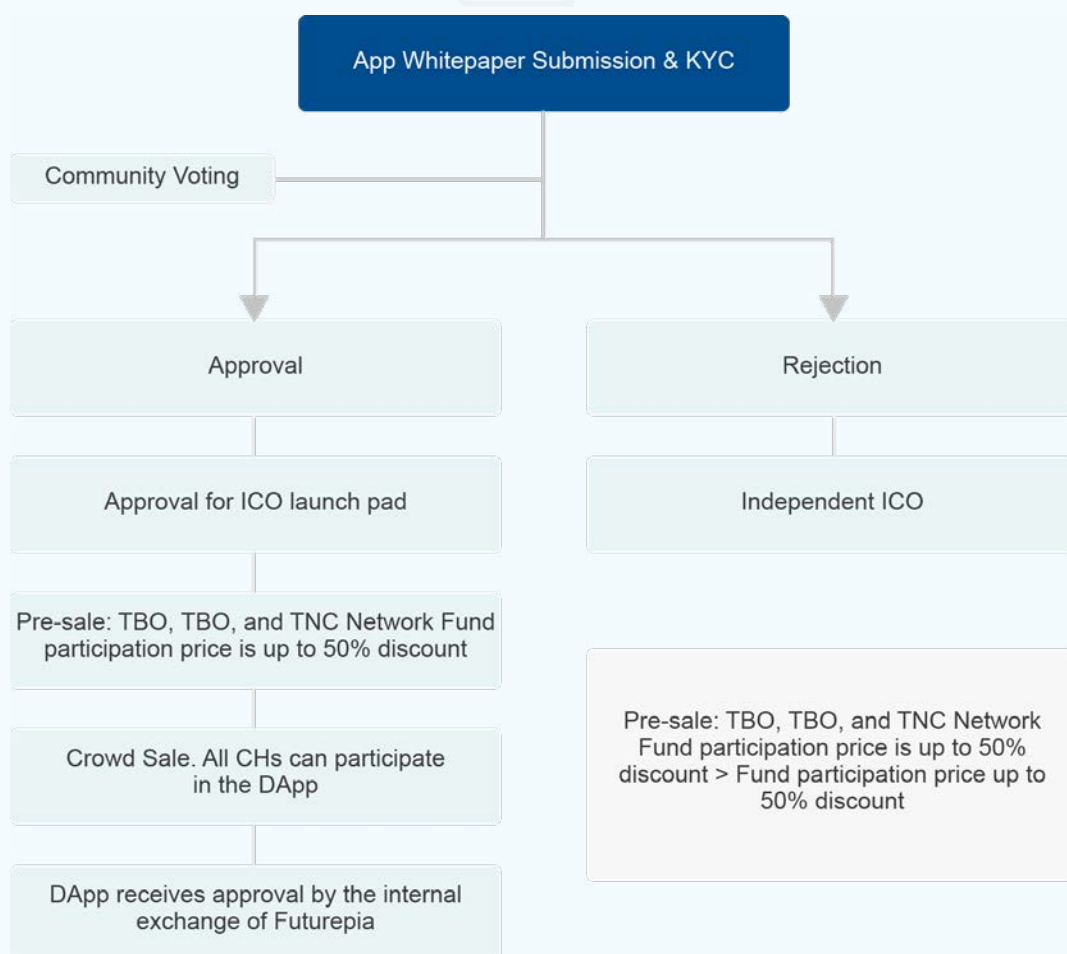 App Whitepaper Submission & KYC
Community Voting
Approval
Rejection
Approval for ICO launch pad
Independent ICO
Pre-sale: TBO, TBO, and TNC Network Fund
participation price is up to 50% discount
Pre-sale: TBO, TBO, and TNC Network
Fund participation price is up to 50%
discount > Fund participation price up to
50% discount
Crowd Sale. All CHs can participate
in the DApp
DApp receives approval by the internal
exchange of Futurepia